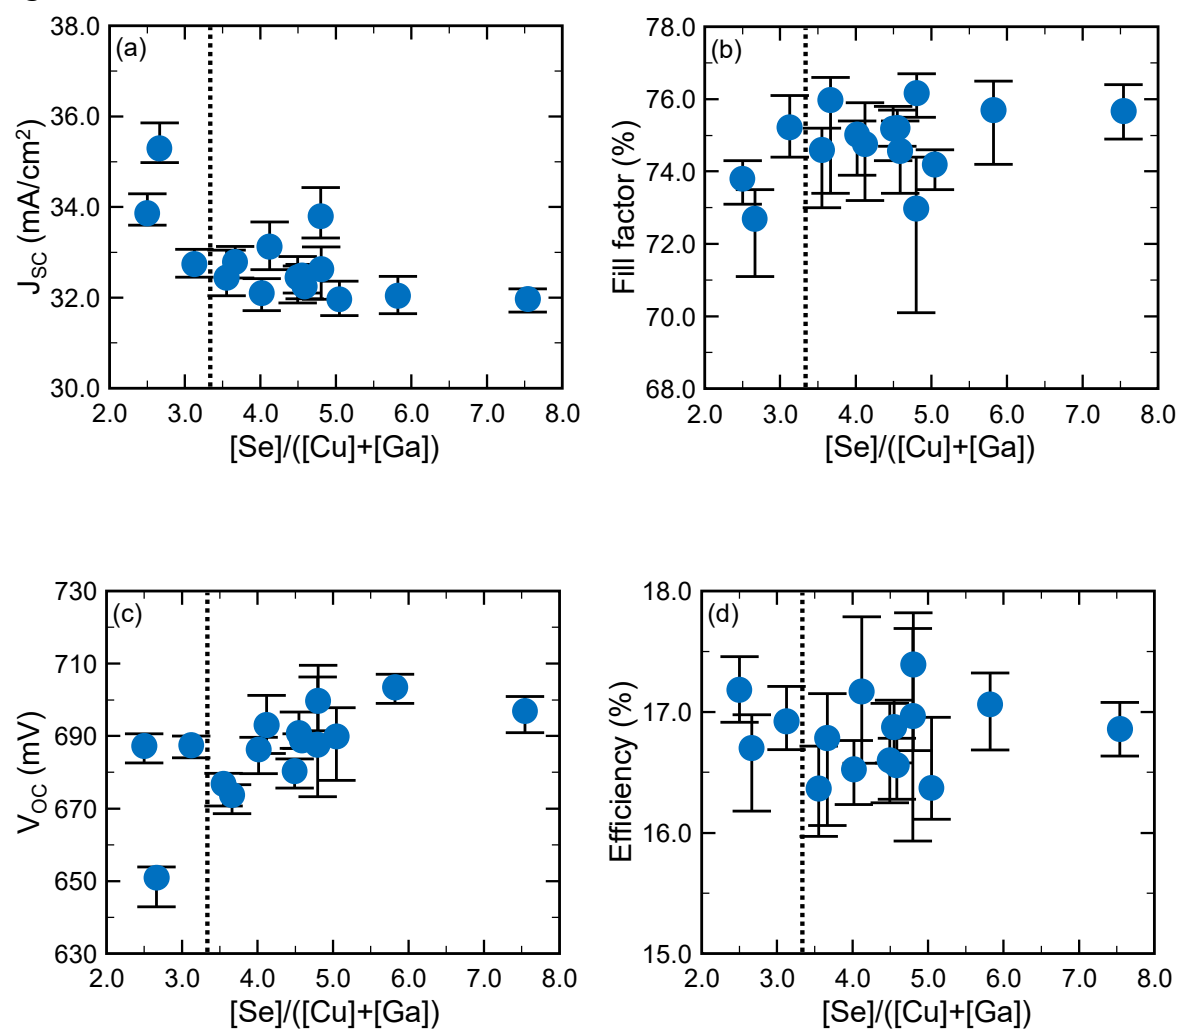 38.0
36.0
34.0
32.0
30.0
J_SC (mA/cm²)
(a)
2.0 3.0 4.0 5.0 6.0 7.0 8.0
[Se]/([Cu]+[Ga])
78.0
76.0
74.0
72.0
70.0
68.0
Fill factor (%)
(b)
2.0 3.0 4.0 5.0 6.0 7.0 8.0
[Se]/([Cu]+[Ga])
730
710
690
670
650
630
V_OC (mV)
(c)
2.0 3.0 4.0 5.0 6.0 7.0 8.0
[Se]/([Cu]+[Ga])
18.0
17.0
16.0
15.0
Efficiency (%)
(d)
2.0 3.0 4.0 5.0 6.0 7.0 8.0
[Se]/([Cu]+[Ga])